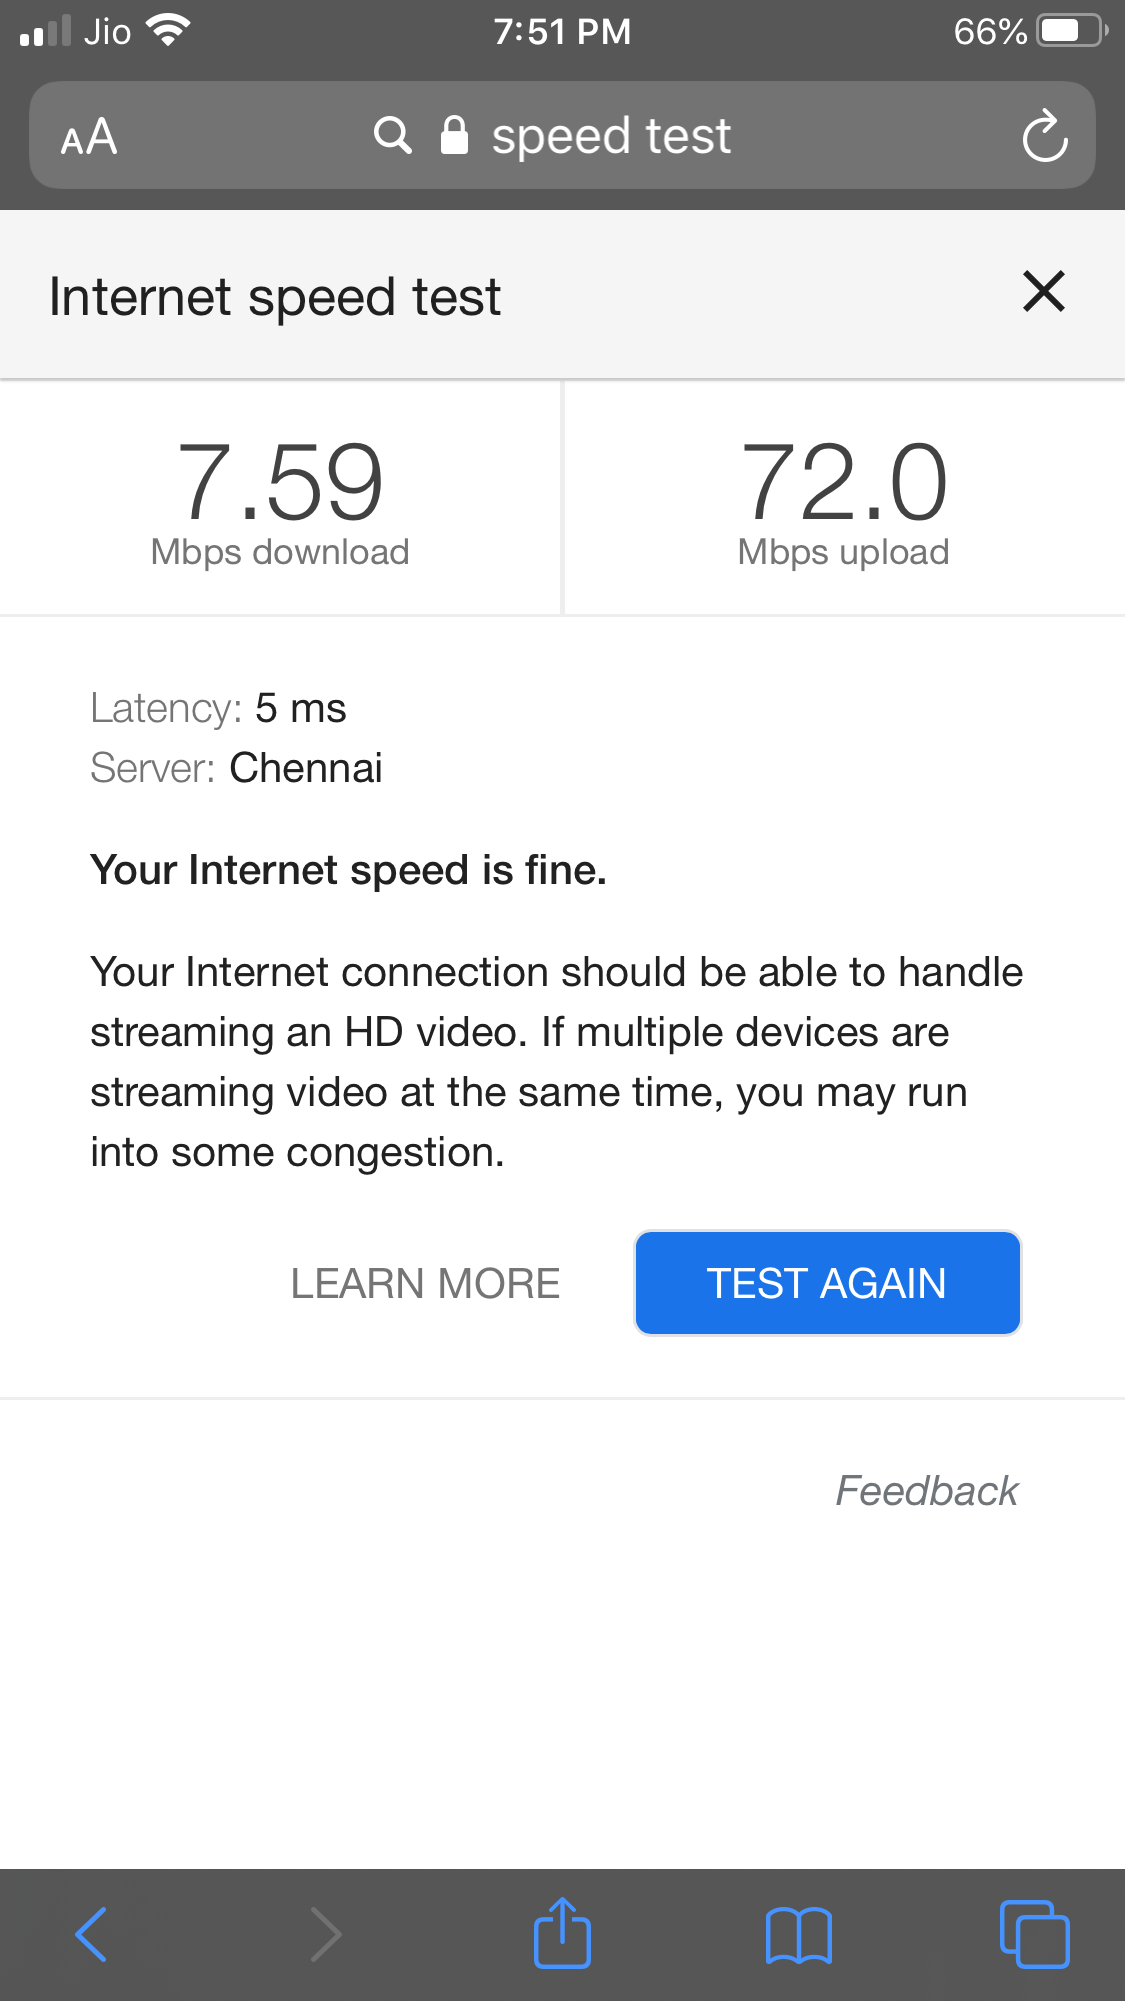 Jio
7:51 PM
66%
AA
speed test
Internet speed test
7.59
Mbps download
72.0
Mbps upload
Latency: 5 ms
Server: Chennai
Your Internet speed is fine.
Your Internet connection should be able to handle
streaming an HD video. If multiple devices are
streaming video at the same time, you may run
into some congestion.
LEARN MORE
TEST AGAIN
Feedback